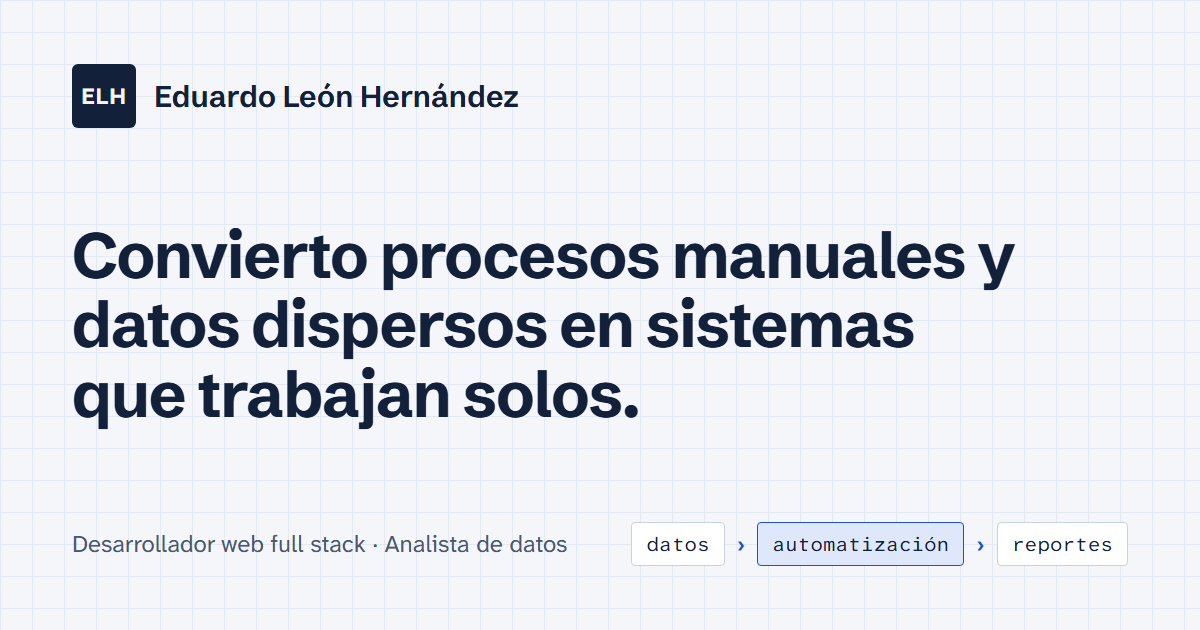 ELH Eduardo León Hernández
Convierto procesos manuales y
datos dispersos en sistemas
que trabajan solos.
Desarrollador web full stack · Analista de datos
datos › automatización › reportes